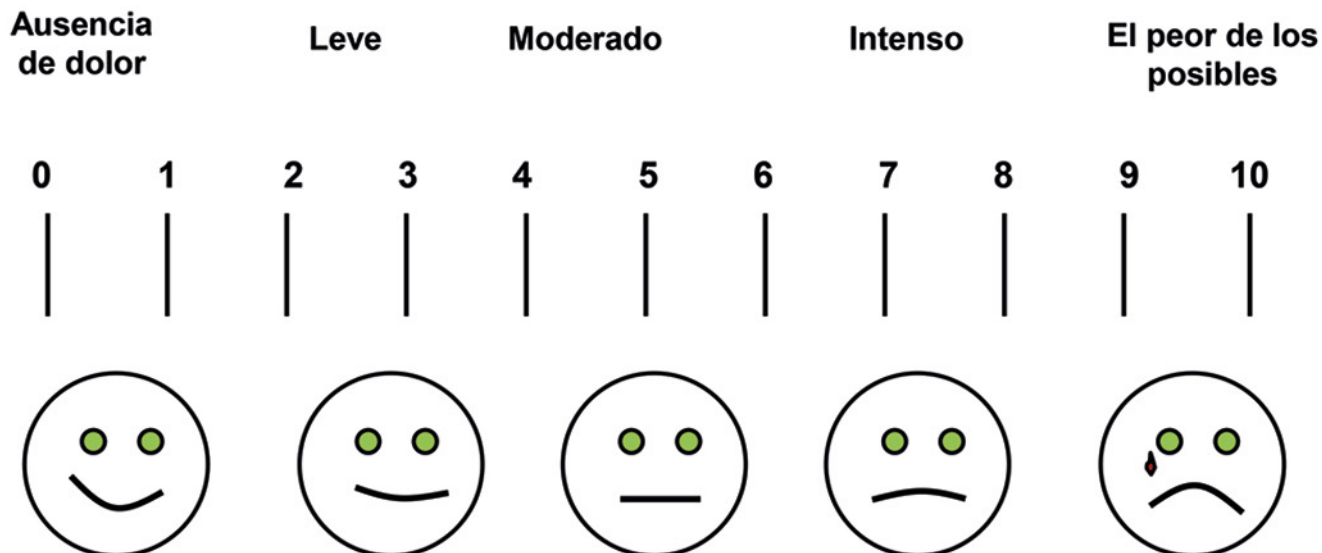 Ausencia
de dolor
Leve
Moderado
Intenso
El peor de los
posibles
0 1 2 3 4 5 6 7 8 9 10